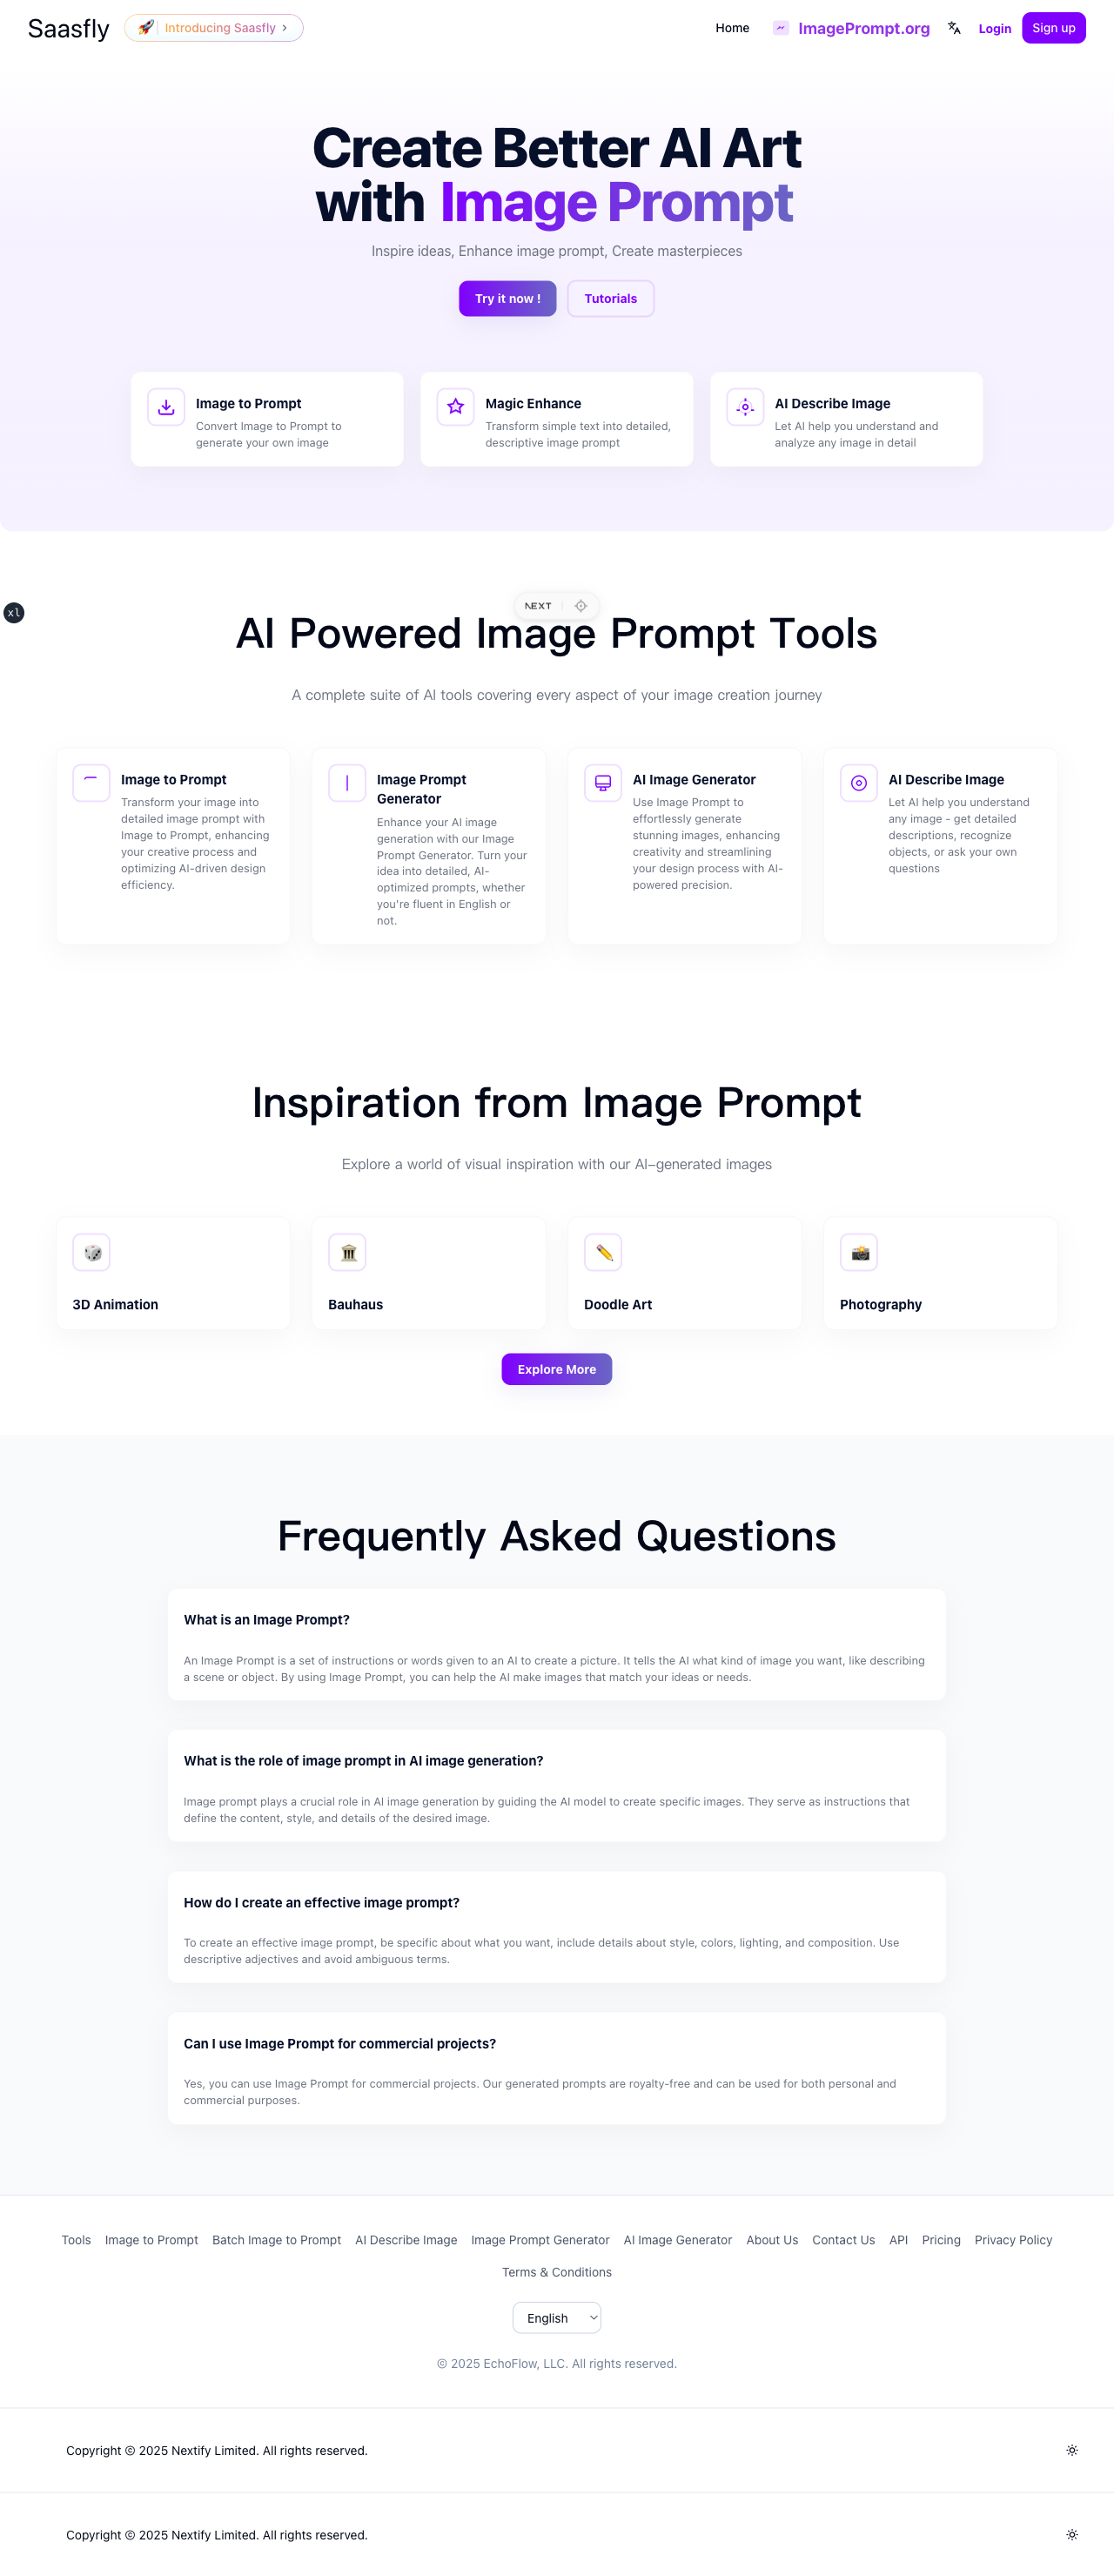 Saasfly
Introducing Saasfly
Home
ImagePrompt.org
Login
Sign up
Create Better AI Art
with Image Prompt
Inspire ideas, Enhance image prompt, Create masterpieces
Try it now !
Tutorials
Image to Prompt
Convert Image to Prompt to
generate your own image
Magic Enhance
Transform simple text into detailed,
descriptive image prompt
AI Describe Image
Let AI help you understand and
analyze any image in detail
xl
NEXT
AI Powered Image Prompt Tools
A complete suite of AI tools covering every aspect of your image creation journey
Image to Prompt
Transform your image into
detailed image prompt with
Image to Prompt, enhancing
your creative process and
optimizing AI-driven design
efficiency.
Image Prompt
Generator
Enhance your AI image
generation with our Image
Prompt Generator. Turn your
idea into detailed, AI-
optimized prompts, whether
you're fluent in English or
not.
AI Image Generator
Use Image Prompt to
effortlessly generate
stunning images, enhancing
creativity and streamlining
your design process with AI-
powered precision.
AI Describe Image
Let AI help you understand
any image - get detailed
descriptions, recognize
objects, or ask your own
questions
Inspiration from Image Prompt
Explore a world of visual inspiration with our AI-generated images
3D Animation
Bauhaus
Doodle Art
Photography
Explore More
Frequently Asked Questions
What is an Image Prompt?
An Image Prompt is a set of instructions or words given to an AI to create a picture. It tells the AI what kind of image you want, like describing
a scene or object. By using Image Prompt, you can help the AI make images that match your ideas or needs.
What is the role of image prompt in AI image generation?
Image prompt plays a crucial role in AI image generation by guiding the AI model to create specific images. They serve as instructions that
define the content, style, and details of the desired image.
How do I create an effective image prompt?
To create an effective image prompt, be specific about what you want, include details about style, colors, lighting, and composition. Use
descriptive adjectives and avoid ambiguous terms.
Can I use Image Prompt for commercial projects?
Yes, you can use Image Prompt for commercial projects. Our generated prompts are royalty-free and can be used for both personal and
commercial purposes.
Tools Image to Prompt Batch Image to Prompt AI Describe Image Image Prompt Generator AI Image Generator About Us Contact Us API Pricing Privacy Policy
Terms & Conditions
English
© 2025 EchoFlow, LLC. All rights reserved.
Copyright © 2025 Nextify Limited. All rights reserved.
Copyright © 2025 Nextify Limited. All rights reserved.